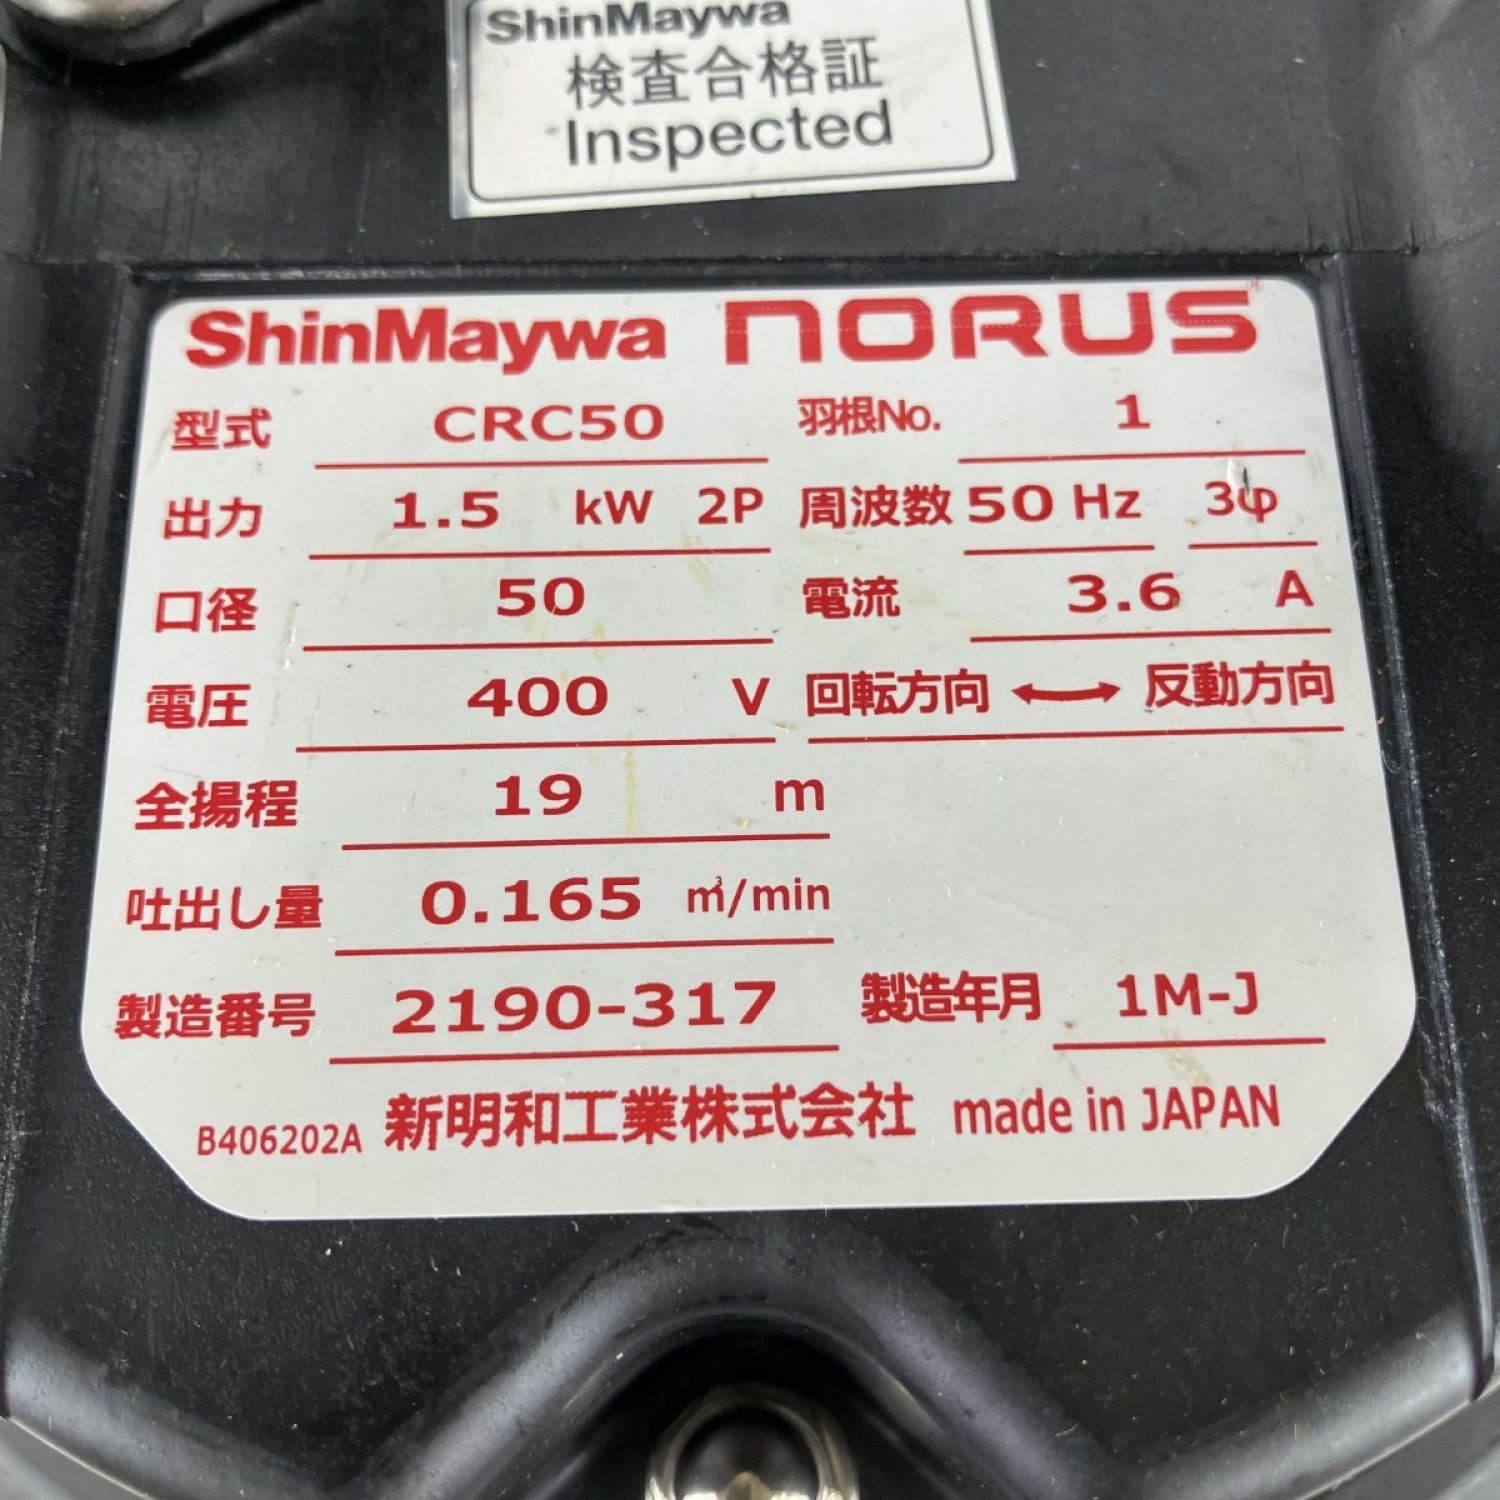 ShinMaywa
検査合格証
Inspected
ShinMaywa NORUS®
型式 CRC50 羽根No. 1
出力 1.5 kW 2P 周波数 50 Hz 3φ
口径 50 電流 3.6 A
電圧 400 V 回転方向 ↔ 反動方向
全揚程 19 m
吐出し量 0.165 m³/min
製造番号 2190-317 製造年月 1M-J
B406202A 新明和工業株式会社 made in JAPAN